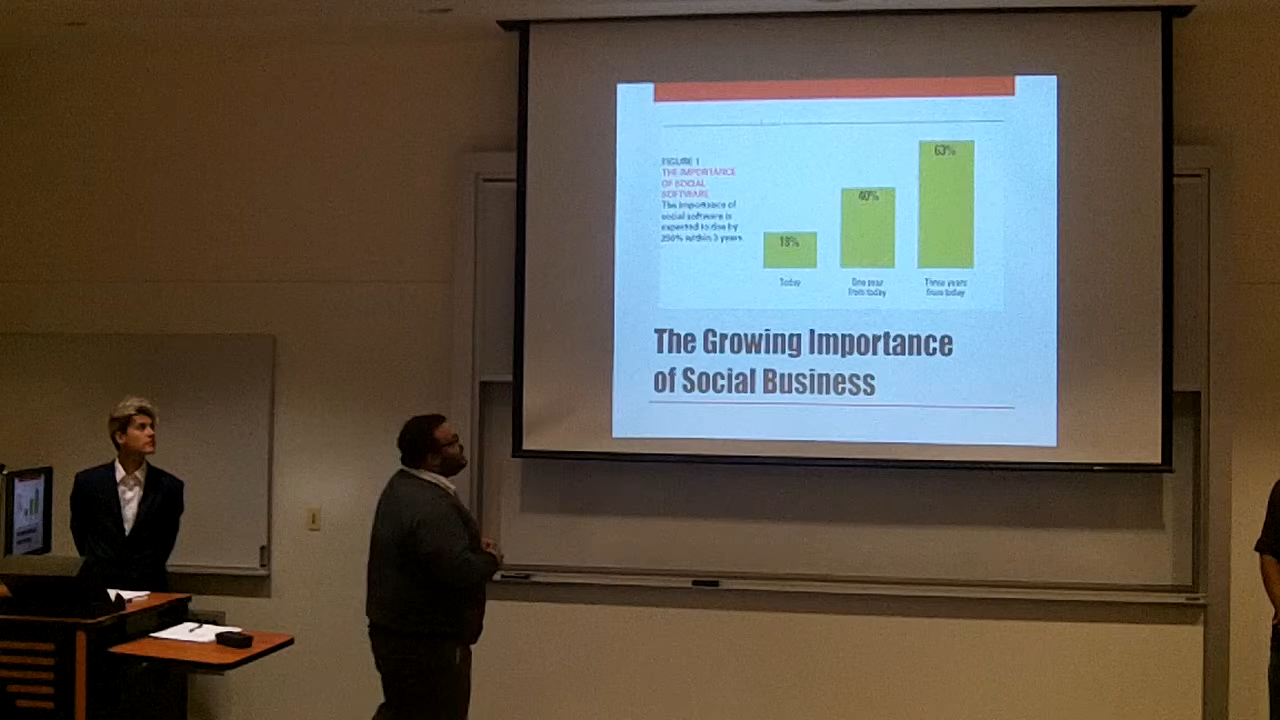 FIGURE 1
THE IMPORTANCE
OF SOCIAL
SOFTWARE
The importance of
social software is
expected to rise by
250% within 3 years
18%
40%
63%
Today
One year
from today
Three years
from today
The Growing Importance
of Social Business